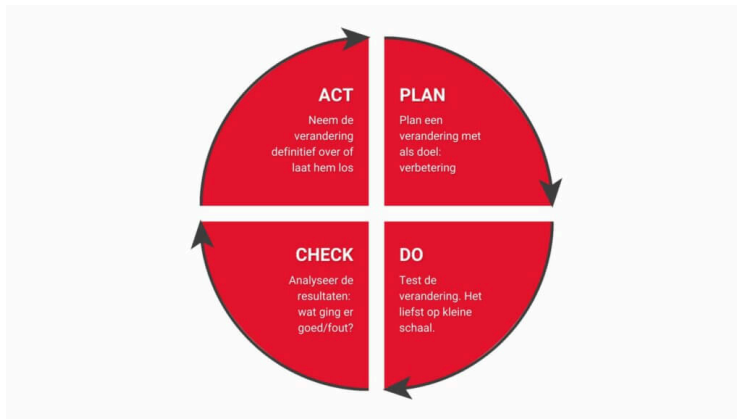 ACT
Neem de
verandering
definitief over of
laat hem los
PLAN
Plan een
verandering met
als doel:
verbetering
CHECK
Analyseer de
resultaten:
wat ging er
goed/fout?
DO
Test de
verandering. Het
liefst op kleine
schaal.